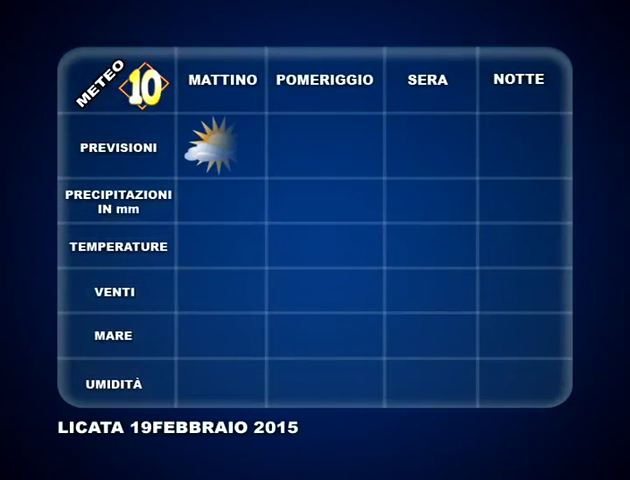 METEO 10
MATTINO POMERIGGIO SERA NOTTE
PREVISIONI
PRECIPITAZIONI
IN mm
TEMPERATURE
VENTI
MARE
UMIDITÀ
LICATA 19FEBBRAIO 2015